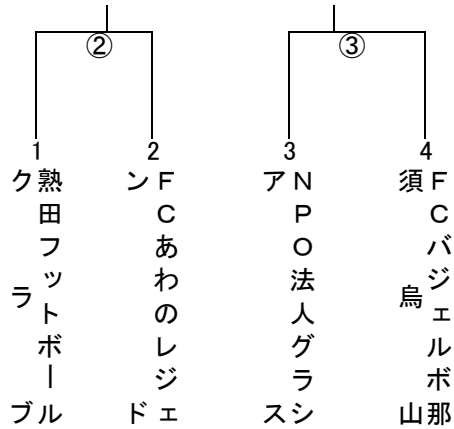 ②
③
1
2
3
4
熟田フットボール
クラブ
ＦＣあわのレジェ
ンド
ＮＰＯ法人グラシ
アス
ＦＣバジェルボ那
須烏山